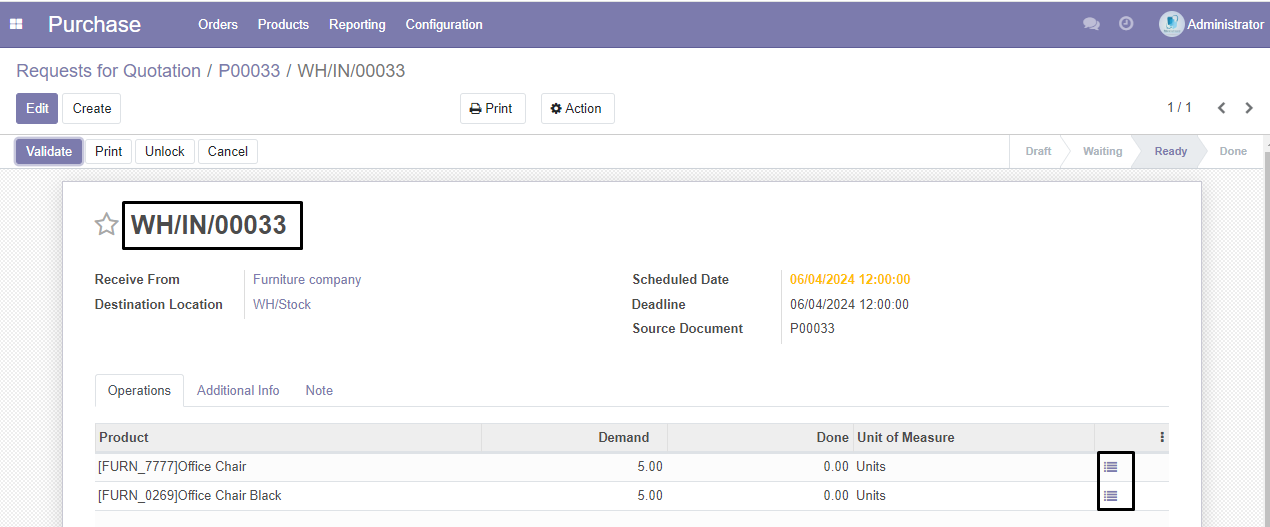 Purchase Orders Products Reporting Configuration Administrator
Requests for Quotation / P00033 / WH/IN/00033
Edit Create Print Action 1 / 1
Validate Print Unlock Cancel Draft Waiting Ready Done
WH/IN/00033
Receive From Furniture company Scheduled Date 06/04/2024 12:00:00
Destination Location WH/Stock Deadline 06/04/2024 12:00:00
Source Document P00033
Operations Additional Info Note
Product Demand Done Unit of Measure
[FURN_7777]Office Chair 5.00 0.00 Units
[FURN_0269]Office Chair Black 5.00 0.00 Units